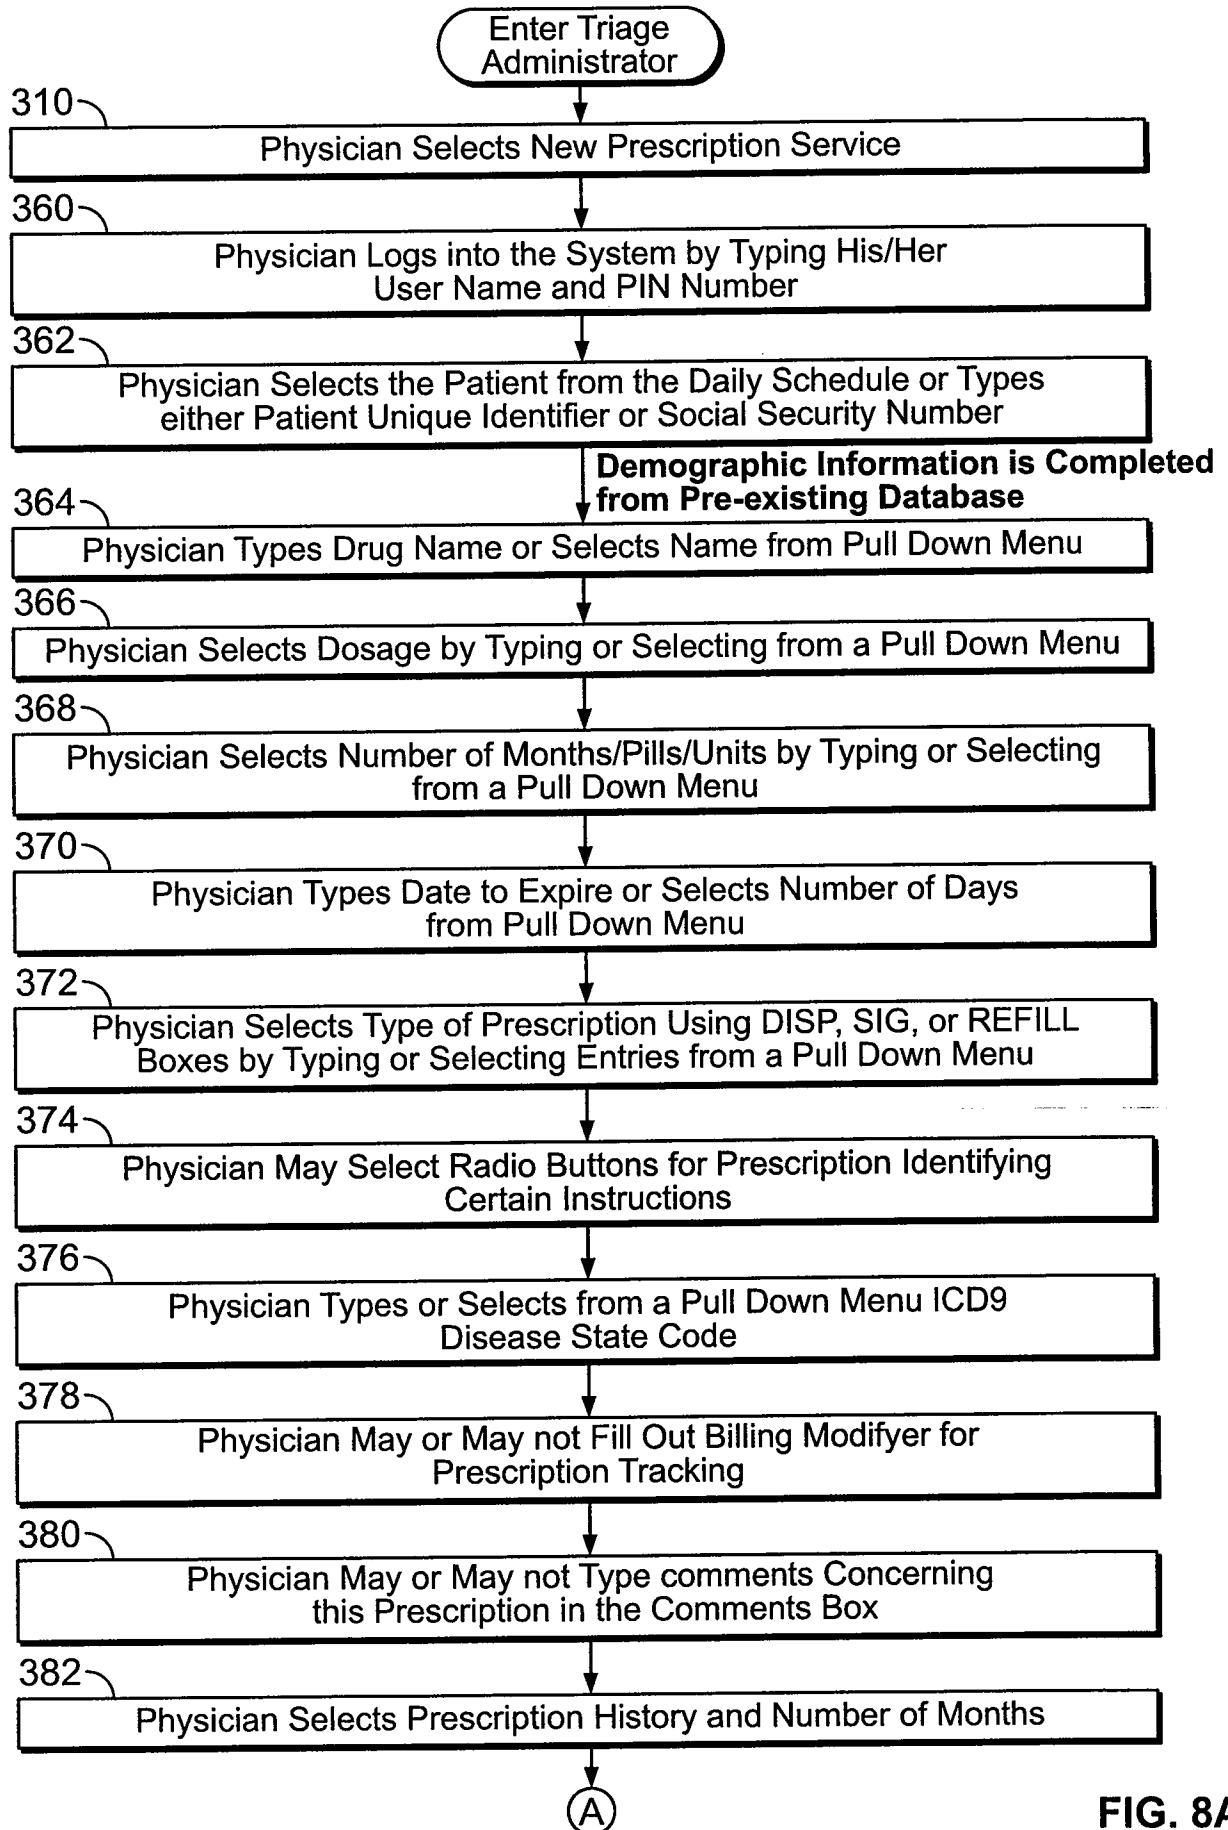 Enter Triage
Administrator
310
Physician Selects New Prescription Service
360
Physician Logs into the System by Typing His/Her
User Name and PIN Number
362
Physician Selects the Patient from the Daily Schedule or Types
either Patient Unique Identifier or Social Security Number
Demographic Information is Completed
from Pre-existing Database
364
Physician Types Drug Name or Selects Name from Pull Down Menu
366
Physician Selects Dosage by Typing or Selecting from a Pull Down Menu
368
Physician Selects Number of Months/Pills/Units by Typing or Selecting
from a Pull Down Menu
370
Physician Types Date to Expire or Selects Number of Days
from Pull Down Menu
372
Physician Selects Type of Prescription Using DISP, SIG, or REFILL
Boxes by Typing or Selecting Entries from a Pull Down Menu
374
Physician May Select Radio Buttons for Prescription Identifying
Certain Instructions
376
Physician Types or Selects from a Pull Down Menu ICD9
Disease State Code
378
Physician May or May not Fill Out Billing Modifyer for
Prescription Tracking
380
Physician May or May not Type comments Concerning
this Prescription in the Comments Box
382
Physician Selects Prescription History and Number of Months
A
FIG. 8A